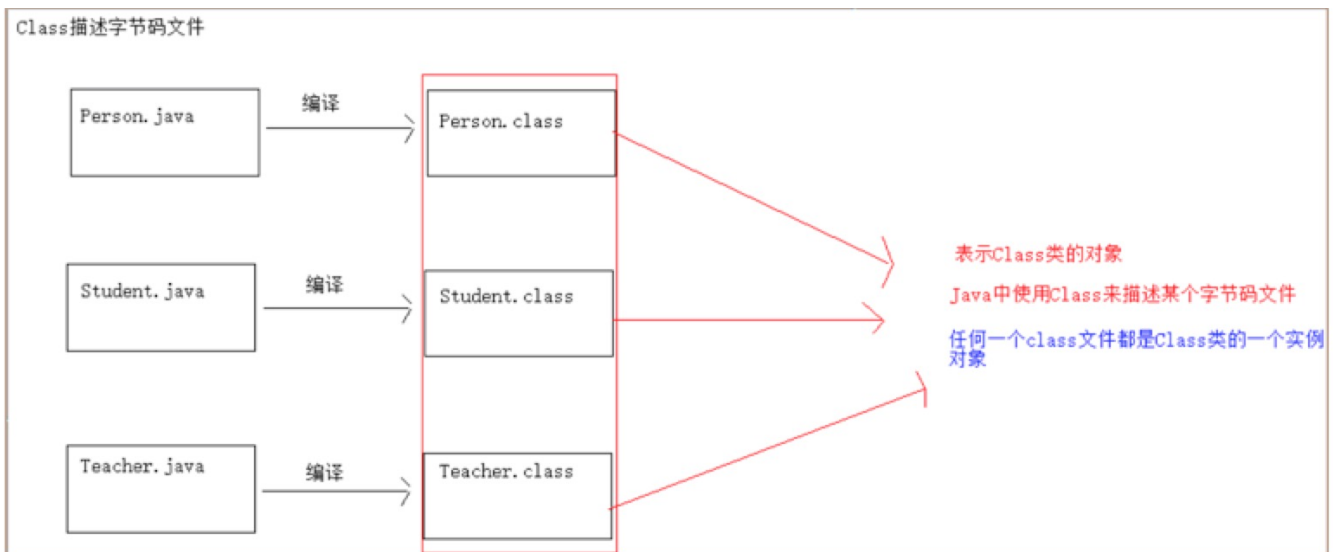 Class描述字节码文件
Person.java
编译
Person.class
表示Class类的对象
Student.java
编译
Student.class
Java中使用Class来描述某个字节码文件
任何一个class文件都是Class类的一个实例
对象
Teacher.java
编译
Teacher.class